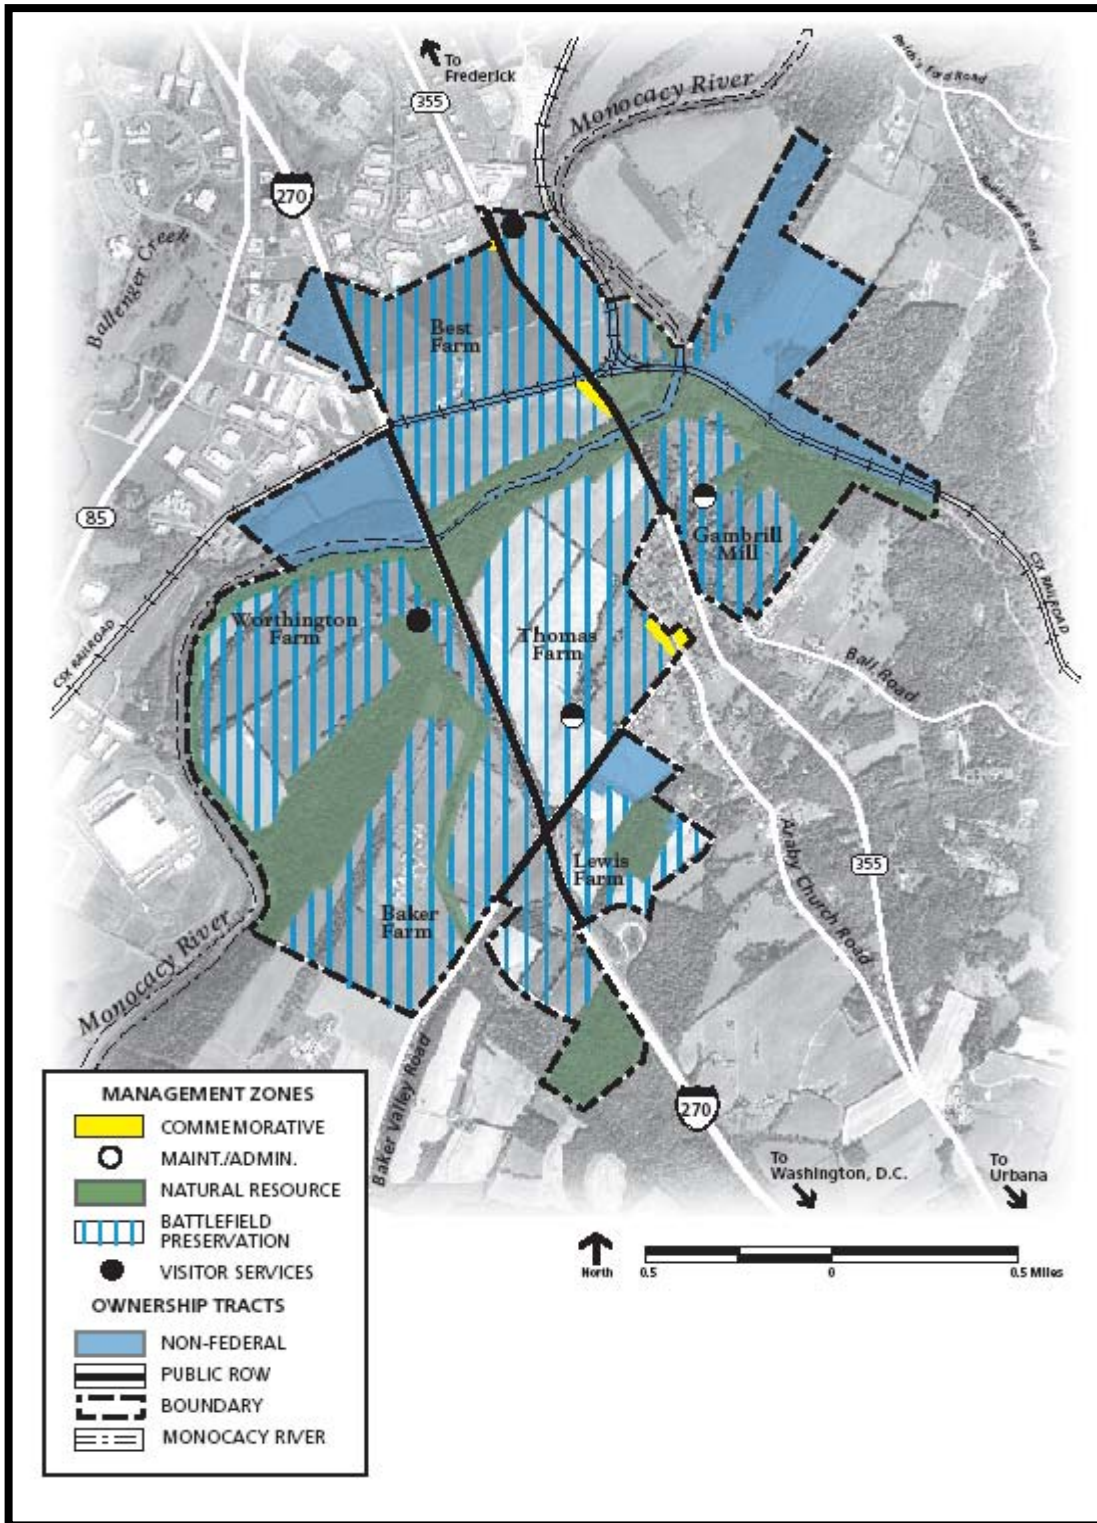 To
Frederick
355
Monocacy River
Reich's Ford Road
270
Ballenger Creek
Best
Farm
85
Gambrill
Mill
CSX RAILROAD
CSX RAILROAD
Worthington
Farm
Thomas
Farm
Ball Road
Araby Church Road
355
Lewis
Farm
Baker
Farm
Monocacy River
Baker Valley Road
270
To
Washington, D.C.
To
Urbana
North
0.5
0
0.5 Miles
MANAGEMENT ZONES
COMMEMORATIVE
MAINT./ADMIN.
NATURAL RESOURCE
BATTLEFIELD
PRESERVATION
VISITOR SERVICES
OWNERSHIP TRACTS
NON-FEDERAL
PUBLIC ROW
BOUNDARY
MONOCACY RIVER